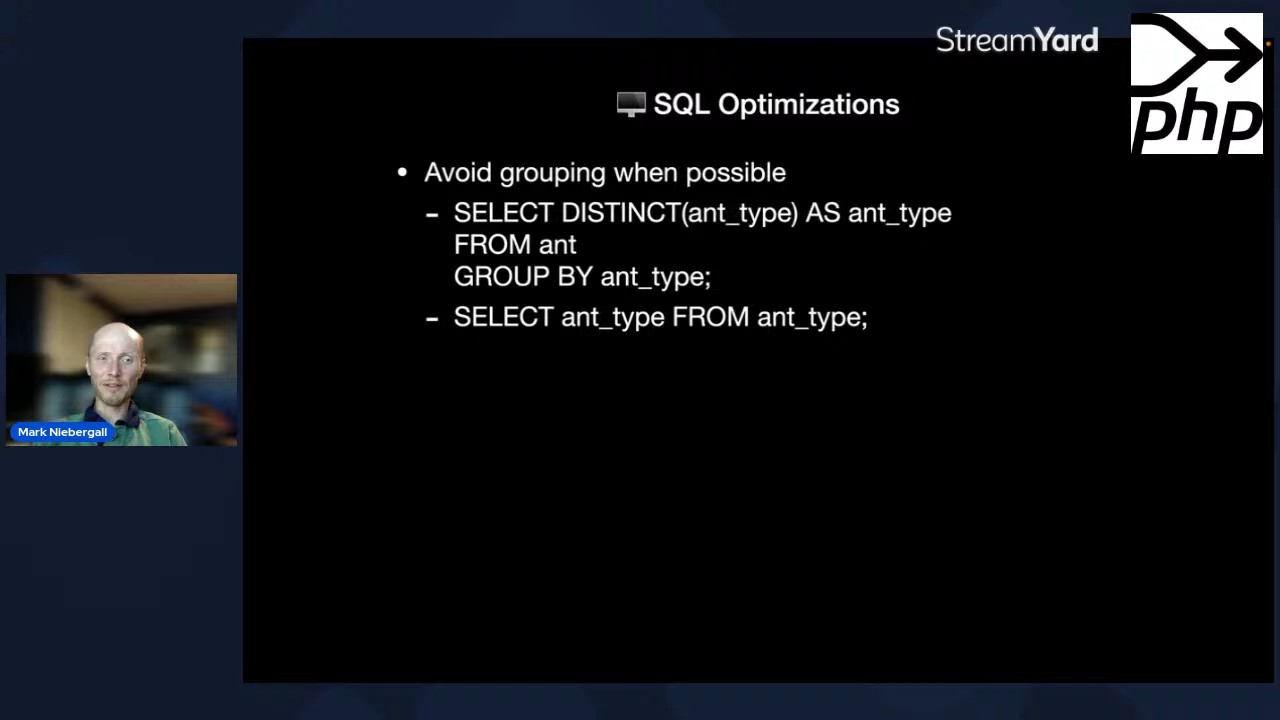 StreamYard
php
SQL Optimizations
• Avoid grouping when possible
– SELECT DISTINCT(ant_type) AS ant_type
FROM ant
GROUP BY ant_type;
– SELECT ant_type FROM ant_type;
Mark Niebergall